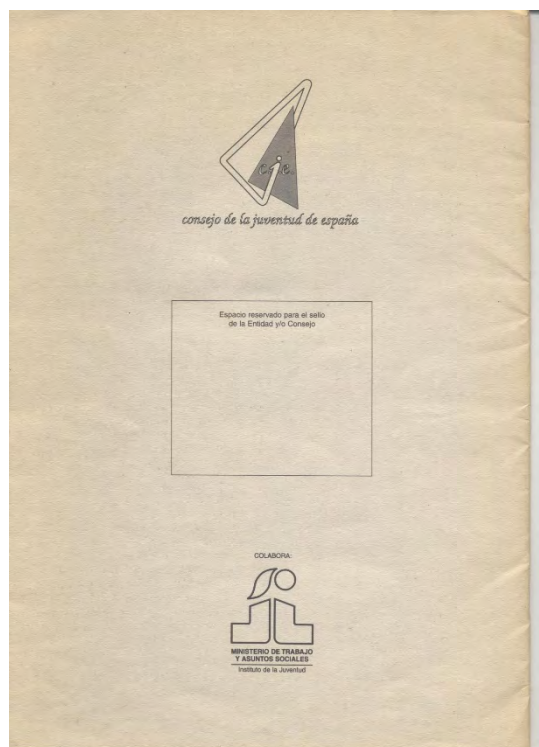 c.j.e.
consejo de la juventud de españa
Espacio reservado para el sello
de la Entidad y/o Consejo
COLABORA:
MINISTERIO DE TRABAJO
Y ASUNTOS SOCIALES
Instituto de la Juventud